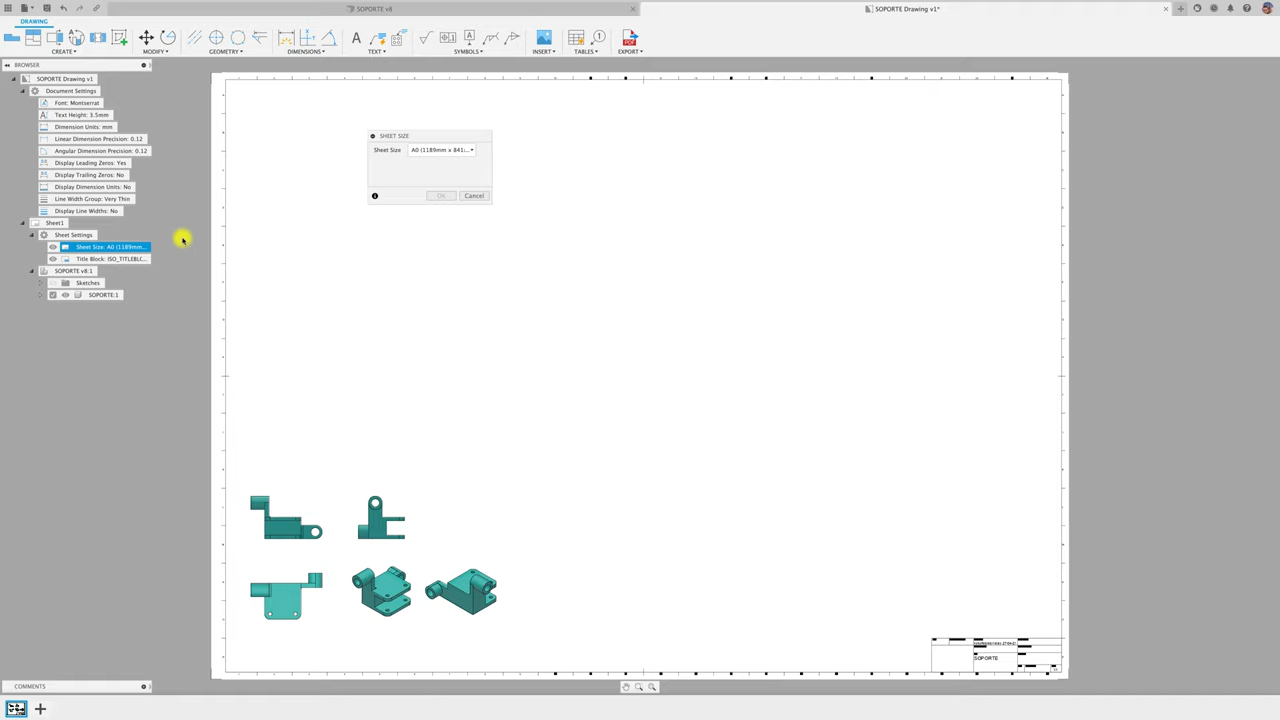 SOPORTE v8
SOPORTE Drawing v1*
DRAWING
CREATE
MODIFY
GEOMETRY
DIMENSIONS
TEXT
SYMBOLS
INSERT
TABLES
EXPORT
BROWSER
SOPORTE Drawing v1
Document Settings
Font: Montserrat
Text Height: 3.5mm
Dimension Units: mm
Linear Dimension Precision: 0.12
Angular Dimension Precision: 0.12
Display Leading Zeros: Yes
Display Trailing Zeros: No
Display Dimension Units: No
Line Width Group: Very Thin
Display Line Widths: No
Sheet1
Sheet Settings
Sheet Size: A0 (1189mm...
Title Block: ISO_TITLEBL(...
SOPORTE v8:1
Sketches
SOPORTE:1
SHEET SIZE
Sheet Size
A0 (1189mm x 841(...
OK
Cancel
SOPORTE
COMMENTS
PDF